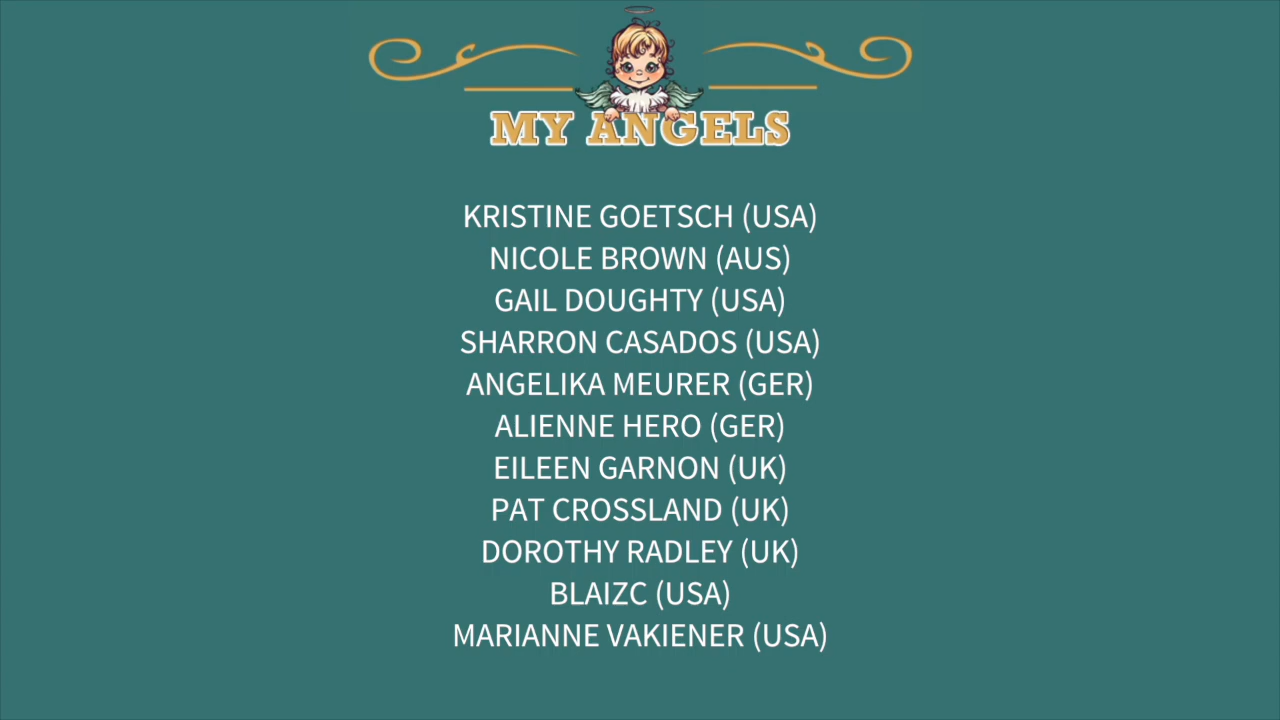 MY ANGELS
KRISTINE GOETSCH (USA)
NICOLE BROWN (AUS)
GAIL DOUGHTY (USA)
SHARRON CASADOS (USA)
ANGELIKA MEURER (GER)
ALIENNE HERO (GER)
EILEEN GARNON (UK)
PAT CROSSLAND (UK)
DOROTHY RADLEY (UK)
BLAIZC (USA)
MARIANNE VAKIENER (USA)